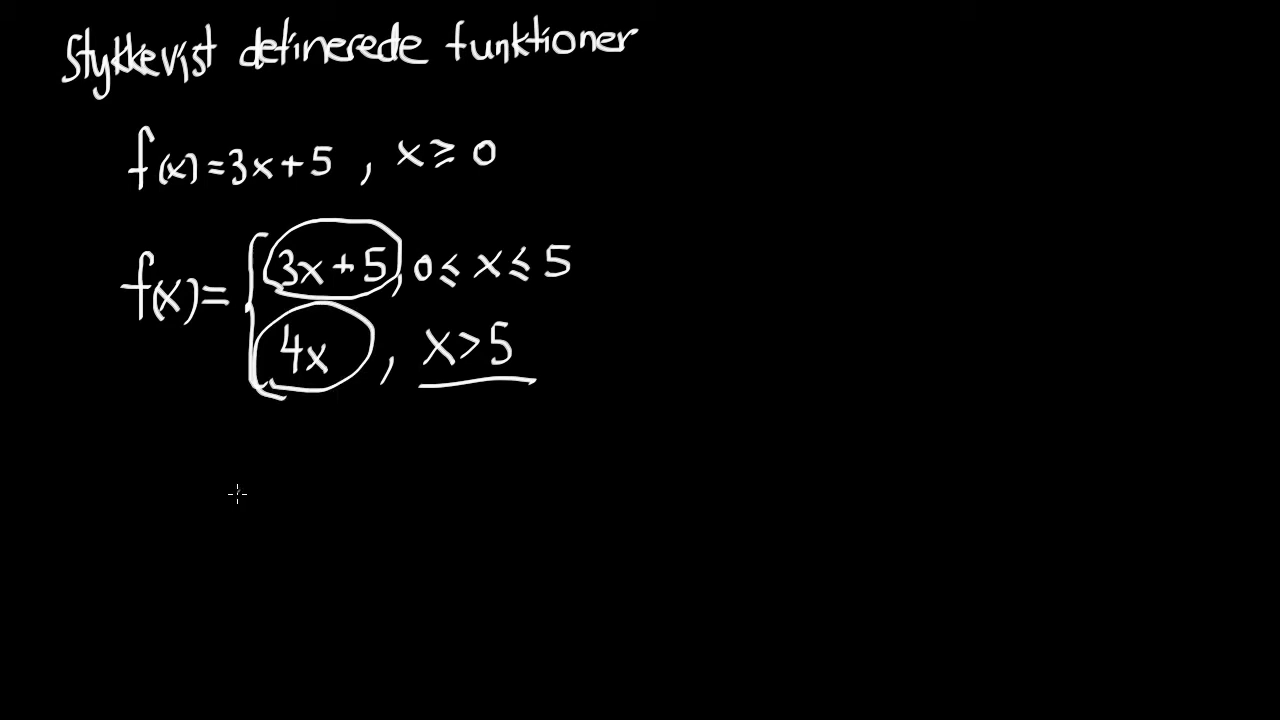 Stykkevist definerede funktioner
f(x)=3x+5 , x ≥ 0
f(x)= { 3x+5, 0 ≤ x ≤ 5
4x , x>5